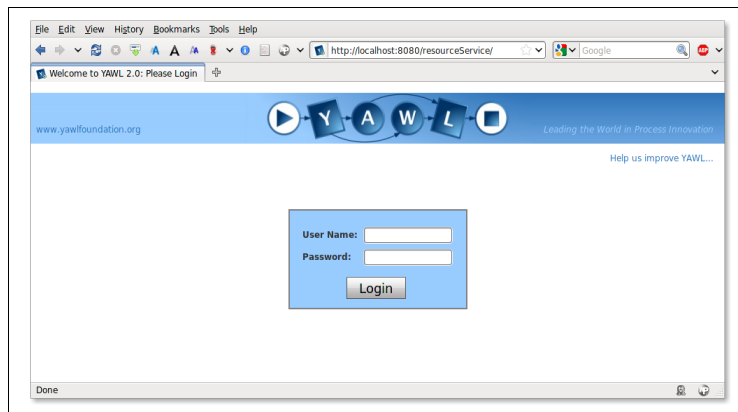 File Edit View History Bookmarks Tools Help
http://localhost:8080/resourceService/ Google
Welcome to YAWL 2.0: Please Login
www.yawlfoundation.org Y A W L Leading the World in Process Innovation
Help us improve YAWL...
User Name:
Password:
Login
Done